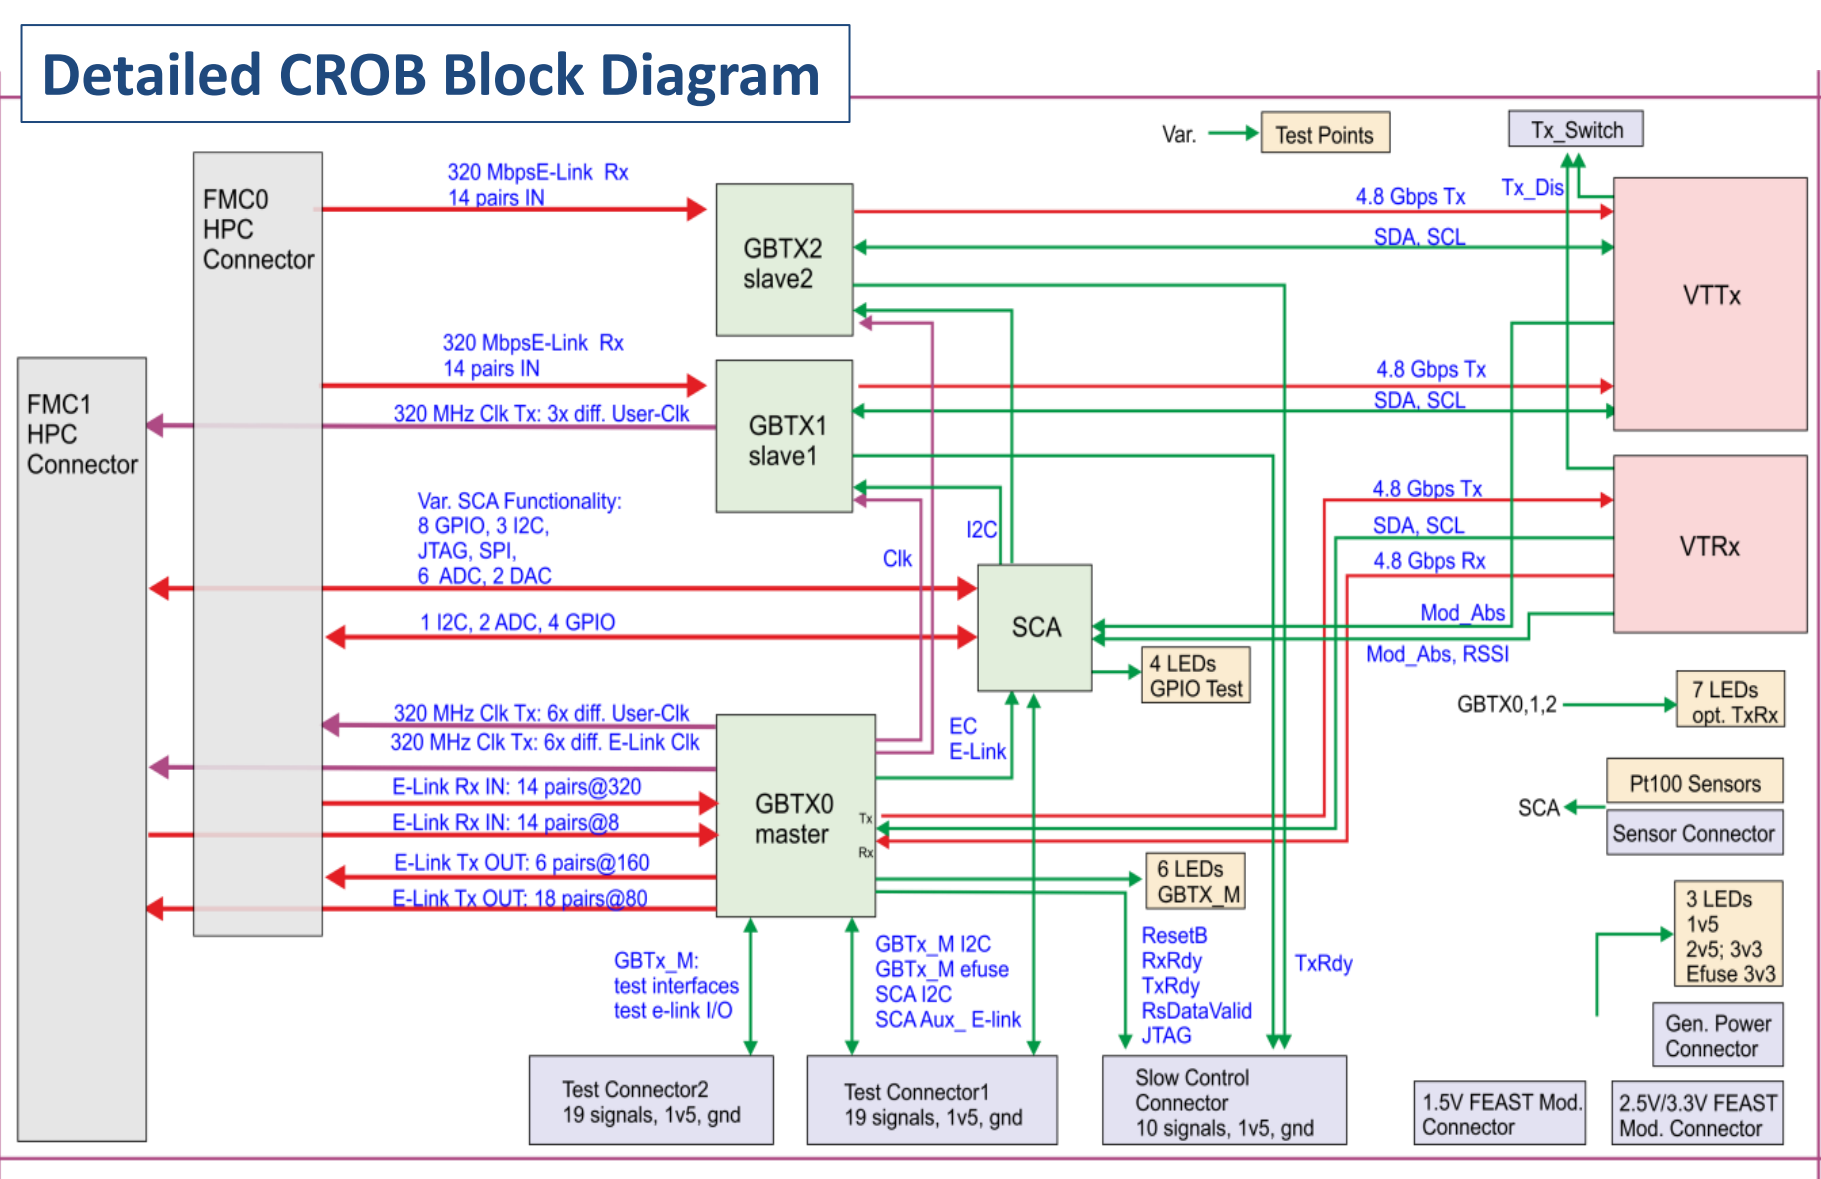 Detailed CROB Block Diagram
Var.
Test Points
Tx_Switch
FMC0
HPC
Connector
320 MbpsE-Link  Rx
14 pairs IN
GBTX2
slave2
4.8 Gbps Tx
Tx_Dis
SDA, SCL
VTTx
FMC1
HPC
Connector
320 MbpsE-Link  Rx
14 pairs IN
320 MHz Clk Tx: 3x diff. User-Clk
GBTX1
slave1
4.8 Gbps Tx
SDA, SCL
Var. SCA Functionality:
8 GPIO, 3 I2C,
JTAG, SPI,
6  ADC, 2 DAC
1 I2C, 2 ADC, 4 GPIO
Clk
I2C
SCA
4.8 Gbps Tx
SDA, SCL
4.8 Gbps Rx
VTRx
Mod_Abs
Mod_Abs, RSSI
4 LEDs
GPIO Test
GBTX0,1,2
7 LEDs
opt. TxRx
320 MHz Clk Tx: 6x diff. User-Clk
320 MHz Clk Tx: 6x diff. E-Link Clk
E-Link Rx IN: 14 pairs@320
E-Link Rx IN: 14 pairs@8
E-Link Tx OUT: 6 pairs@160
E-Link Tx OUT: 18 pairs@80
GBTX0
master
Tx
Rx
EC
E-Link
6 LEDs
GBTX_M
SCA
Pt100 Sensors
Sensor Connector
3 LEDs
1v5
2v5; 3v3
Efuse 3v3
GBTx_M:
test interfaces
test e-link I/O
GBTx_M I2C
GBTx_M efuse
SCA I2C
SCA Aux_ E-link
ResetB
RxRdy
TxRdy
RsDataValid
JTAG
TxRdy
Gen. Power
Connector
Test Connector2
19 signals, 1v5, gnd
Test Connector1
19 signals, 1v5, gnd
Slow Control
Connector
10 signals, 1v5, gnd
1.5V FEAST Mod.
Connector
2.5V/3.3V FEAST
Mod. Connector